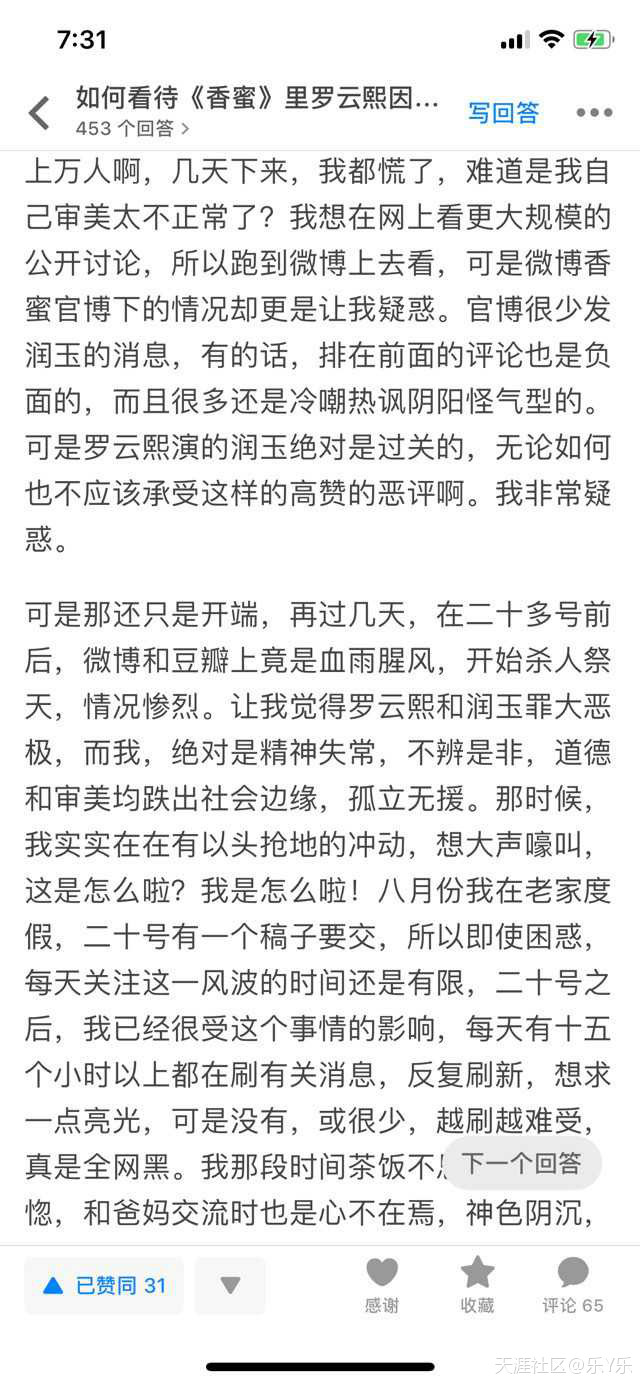 7:31
如何看待《香蜜》里罗云熙因...
453 个回答 >
写回答
上万人啊，几天下来，我都慌了，难道是我自
己审美太不正常了？我想在网上看更大规模的
公开讨论，所以跑到微博上去看，可是微博香
蜜官博下的情况却更是让我疑惑。官博很少发
润玉的消息，有的话，排在前面的评论也是负
面的，而且很多还是冷嘲热讽阴阳怪气型的。
可是罗云熙演的润玉绝对是过关的，无论如何
也不应该承受这样的高赞的恶评啊。我非常疑
惑。
可是那还只是开端，再过几天，在二十多号前
后，微博和豆瓣上竟是血雨腥风，开始杀人祭
天，情况惨烈。让我觉得罗云熙和润玉罪大恶
极，而我，绝对是精神失常，不辨是非，道德
和审美均跌出社会边缘，孤立无援。那时候，
我实实在在有以头抢地的冲动，想大声嚎叫，
这是怎么啦？我是怎么啦！八月份我在老家度
假，二十号有一个稿子要交，所以即使困惑，
每天关注这一风波的时间还是有限，二十号之
后，我已经很受这个事情的影响，每天有十五
个小时以上都在刷有关消息，反复刷新，想求
一点亮光，可是没有，或很少，越刷越难受，
真是全网黑。我那段时间茶饭不
下一个回答
惚，和爸妈交流时也是心不在焉，神色阴沉，
已赞同 31
感谢
收藏
评论 65
天涯社区@乐丫乐